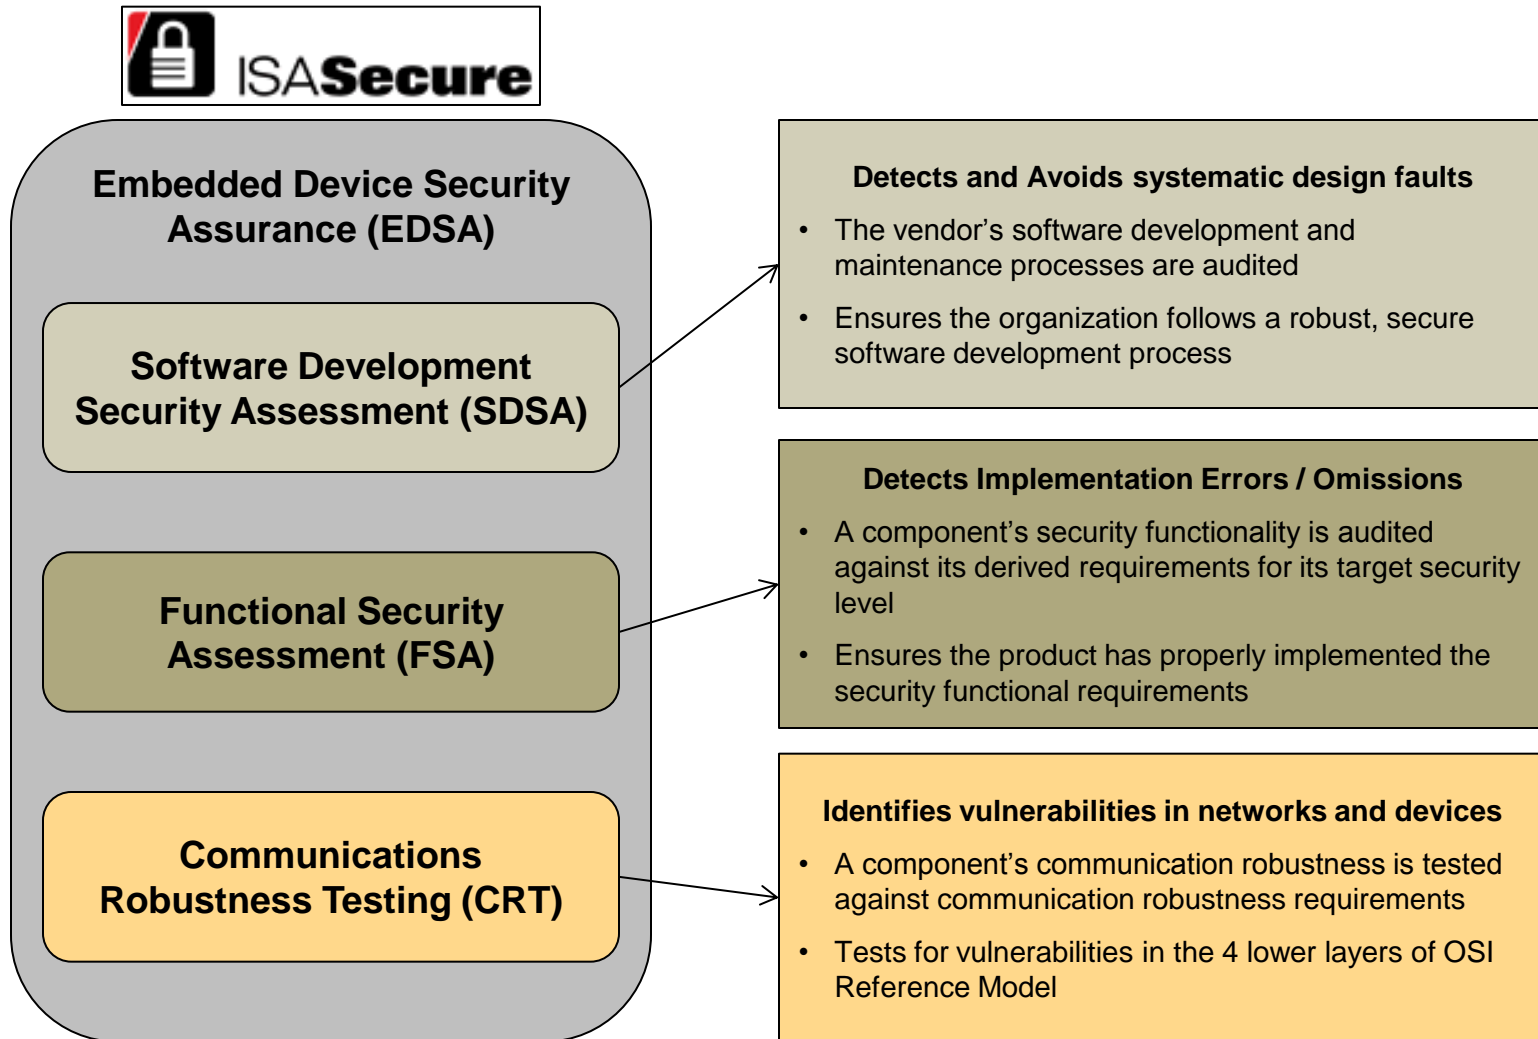 ISASecure
Embedded Device Security
Assurance (EDSA)
Software Development
Security Assessment (SDSA)
Functional Security
Assessment (FSA)
Communications
Robustness Testing (CRT)
Detects and Avoids systematic design faults
• The vendor’s software development and
maintenance processes are audited
• Ensures the organization follows a robust, secure
software development process
Detects Implementation Errors / Omissions
• A component’s security functionality is audited
against its derived requirements for its target security
level
• Ensures the product has properly implemented the
security functional requirements
Identifies vulnerabilities in networks and devices
• A component’s communication robustness is tested
against communication robustness requirements
• Tests for vulnerabilities in the 4 lower layers of OSI
Reference Model